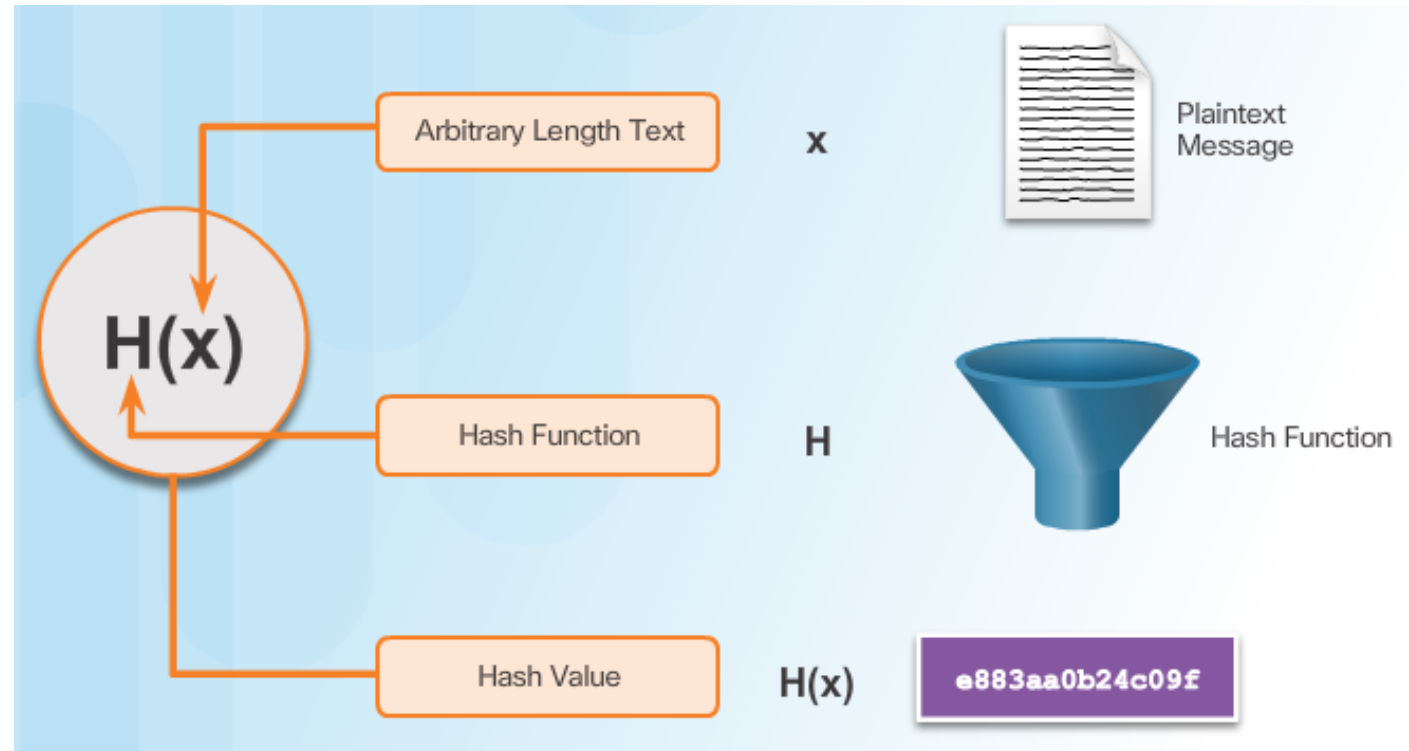 Arbitrary Length Text
x
Plaintext
Message
H(x)
Hash Function
H
Hash Function
Hash Value
H(x)
e883aa0b24c09f